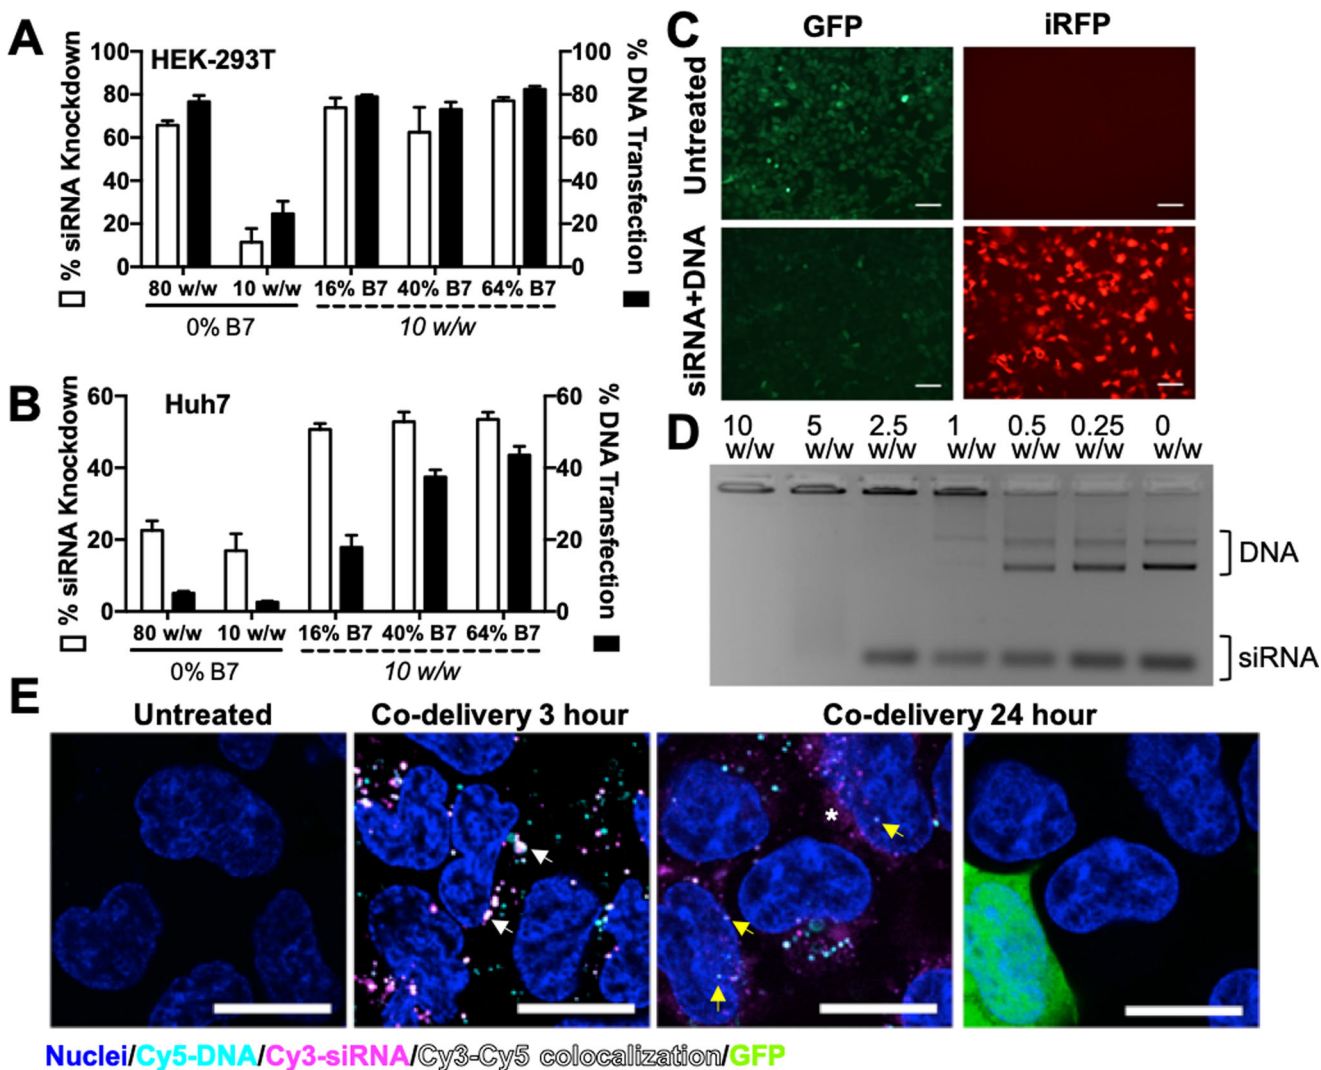 A
HEK-293T
% siRNA Knockdown
100
80
60
40
20
0
% DNA Transfection
100
80
60
40
20
0
80 w/w 10 w/w 16% B7 40% B7 64% B7
0% B7 10 w/w
B
Huh7
% siRNA Knockdown
60
40
20
0
% DNA Transfection
60
40
20
0
80 w/w 10 w/w 16% B7 40% B7 64% B7
0% B7 10 w/w
C
GFP iRFP
Untreated
siRNA+DNA
D
10 5 2.5 1 0.5 0.25 0
w/w w/w w/w w/w w/w w/w w/w
DNA
siRNA
E
Untreated Co-delivery 3 hour Co-delivery 24 hour
*
Nuclei/Cy5-DNA/Cy3-siRNA/Cy3-Cy5 colocalization/GFP